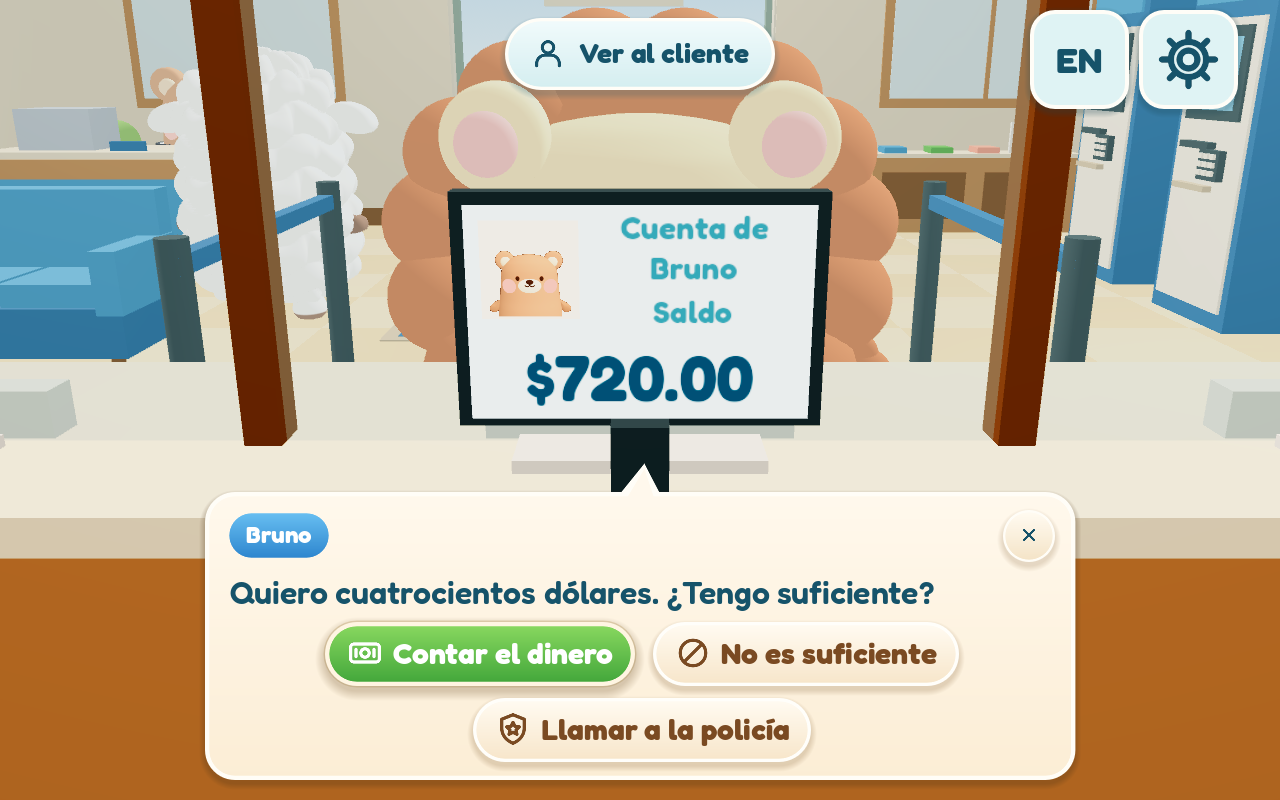 Ver al cliente
EN
Cuenta de
Bruno
Saldo
$720.00
Bruno
Quiero cuatrocientos dólares. ¿Tengo suficiente?
Contar el dinero
No es suficiente
Llamar a la policía